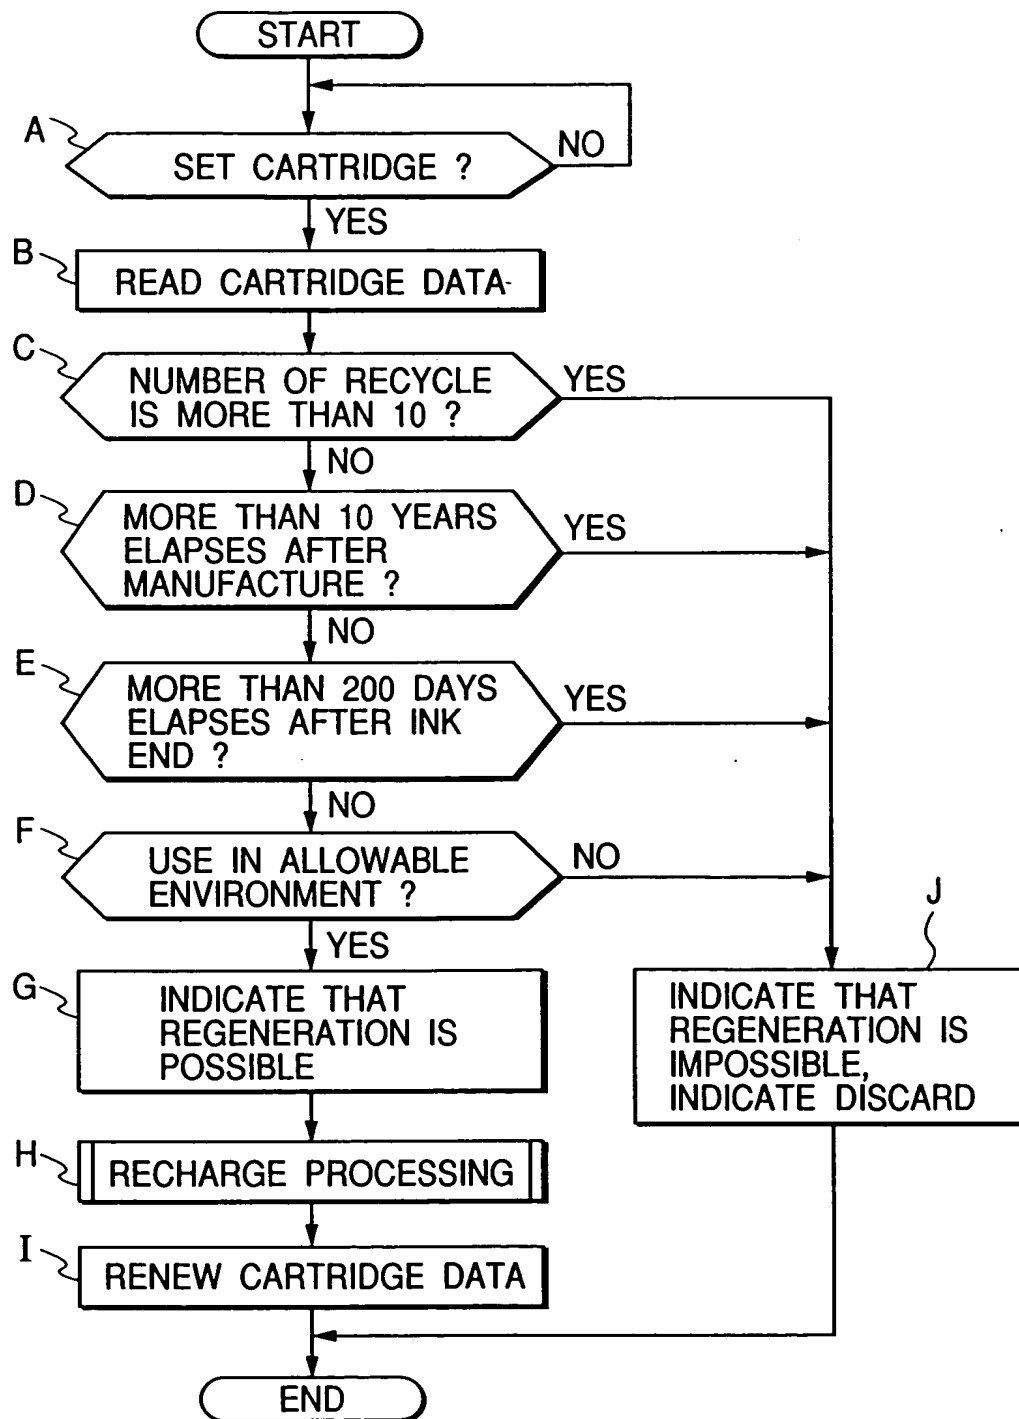 START
A
SET CARTRIDGE ?
NO
YES
B
READ CARTRIDGE DATA
C
NUMBER OF RECYCLE
IS MORE THAN 10 ?
YES
NO
D
MORE THAN 10 YEARS
ELAPSES AFTER
MANUFACTURE ?
YES
NO
E
MORE THAN 200 DAYS
ELAPSES AFTER INK
END ?
YES
NO
F
USE IN ALLOWABLE
ENVIRONMENT ?
NO
YES
G
INDICATE THAT
REGENERATION IS
POSSIBLE
J
INDICATE THAT
REGENERATION IS
IMPOSSIBLE,
INDICATE DISCARD
H
RECHARGE PROCESSING
I
RENEW CARTRIDGE DATA
END